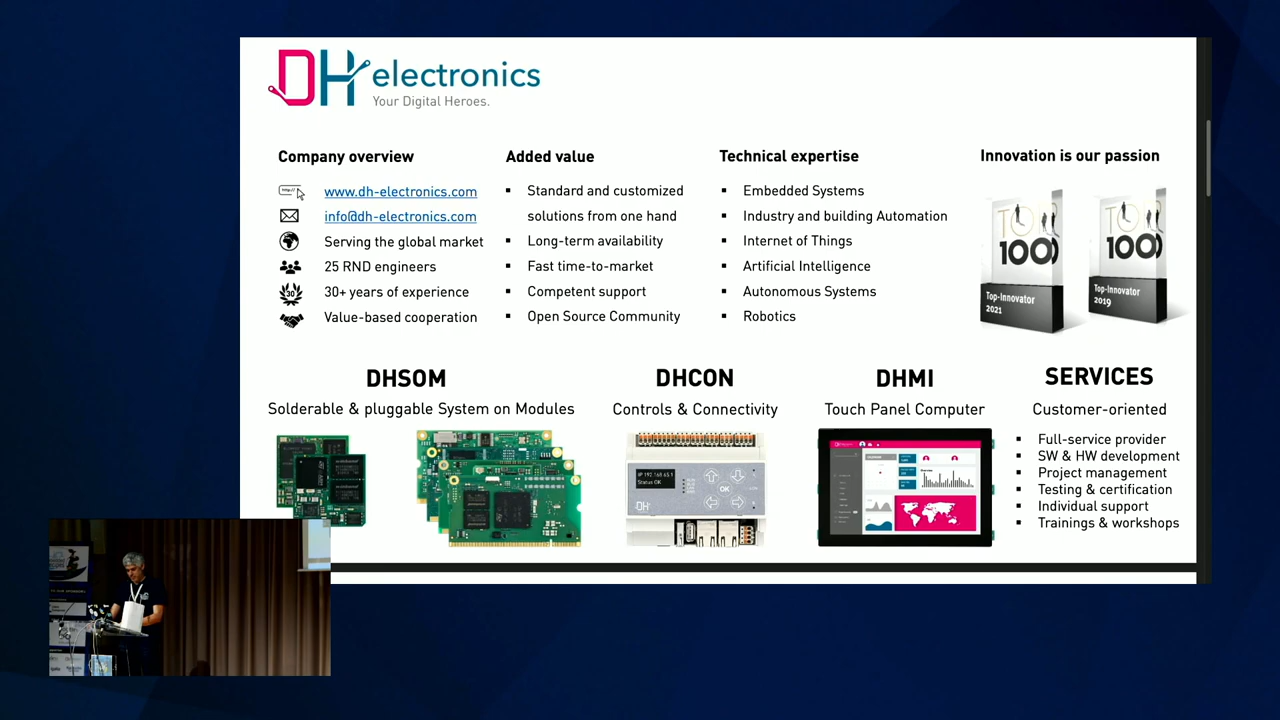 DH electronics
Your Digital Heroes.
Company overview
www.dh-electronics.com
info@dh-electronics.com
Serving the global market
25 RND engineers
30
30+ years of experience
Value-based cooperation
Added value
Standard and customized
solutions from one hand
Long-term availability
Fast time-to-market
Competent support
Open Source Community
Technical expertise
Embedded Systems
Industry and building Automation
Internet of Things
Artificial Intelligence
Autonomous Systems
Robotics
Innovation is our passion
TOP
100
Top-Innovator
2021
TOP
100
Top-Innovator
2019
DHSOM
Solderable & pluggable System on Modules
DHCON
Controls & Connectivity
Status OK
OK
DH
DHMI
Touch Panel Computer
SERVICES
Customer-oriented
Full-service provider
SW & HW development
Project management
Testing & certification
Individual support
Trainings & workshops